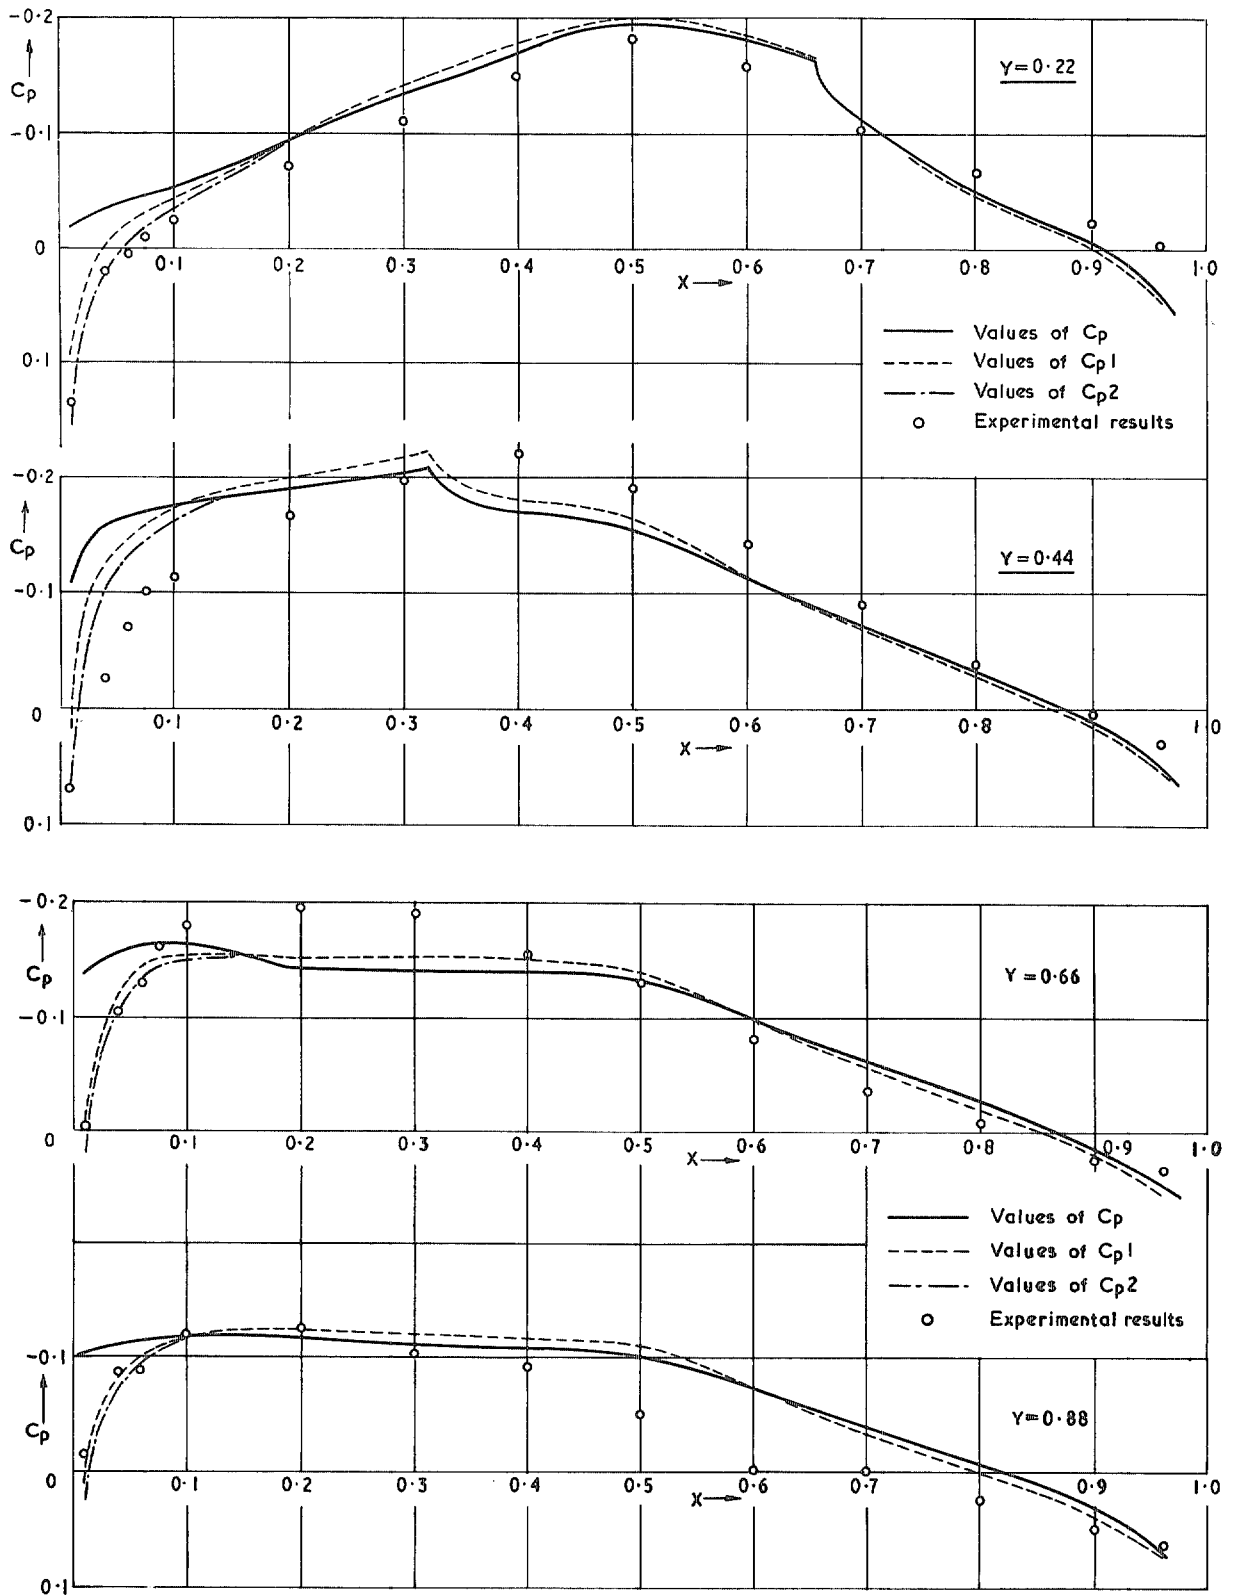 -0.2
Cp
Y=0.22
-0.1
0
0.1 0.2 0.3 0.4 0.5 0.6 0.7 0.8 0.9 1.0
X
Values of Cp
0.1
Values of Cp1
Values of Cp2
Experimental results
-0.2
Cp
Y=0.44
-0.1
0
0.1 0.2 0.3 0.4 0.5 0.6 0.7 0.8 0.9 1.0
X
0.1
-0.2
Cp
Y=0.66
-0.1
0
0.1 0.2 0.3 0.4 0.5 0.6 0.7 0.8 0.9 1.0
X
Values of Cp
Values of Cp1
Values of Cp2
Experimental results
-0.1
Cp
Y=0.88
0
0.1 0.2 0.3 0.4 0.5 0.6 0.7 0.8 0.9 1.0
X
0.1